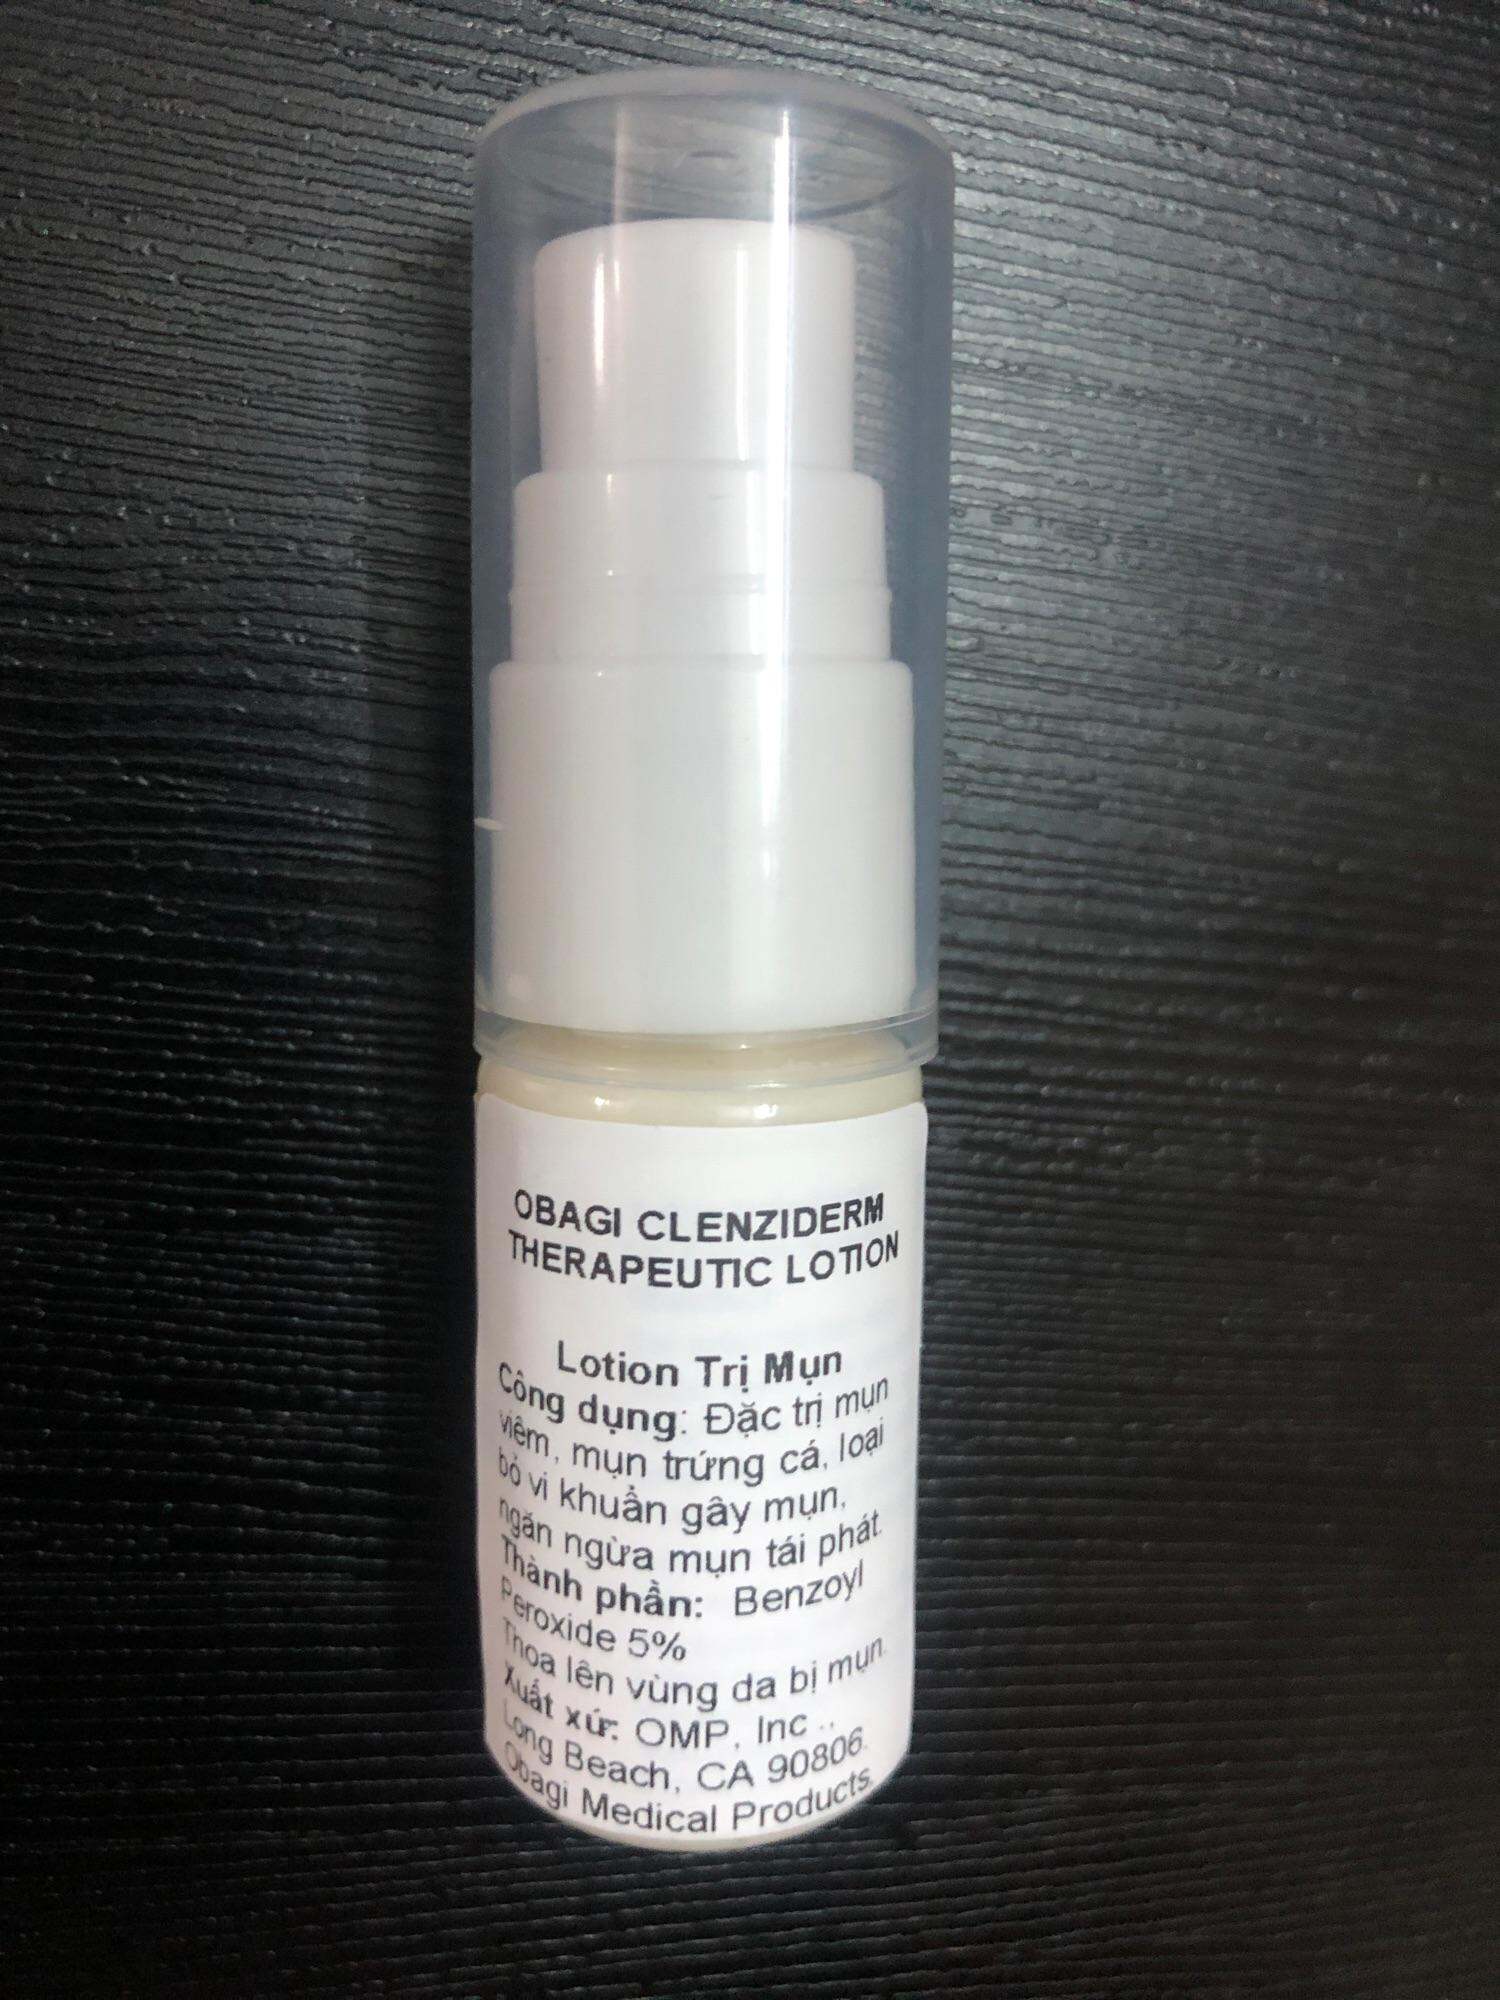 OBAGI CLENZIDERM
THERAPEUTIC LOTION
Lotion Trị Mụn
Công dụng: Đặc trị mụn
viêm, mụn trứng cá, loại
bỏ vi khuẩn gây mụn,
ngăn ngừa mụn tái phát.
Thành phần: Benzoyl
Peroxide 5%
Thoa lên vùng da bị mụn.
Xuất xứ: OMP, Inc .,
Long Beach, CA 90806.
Obagi Medical Products.